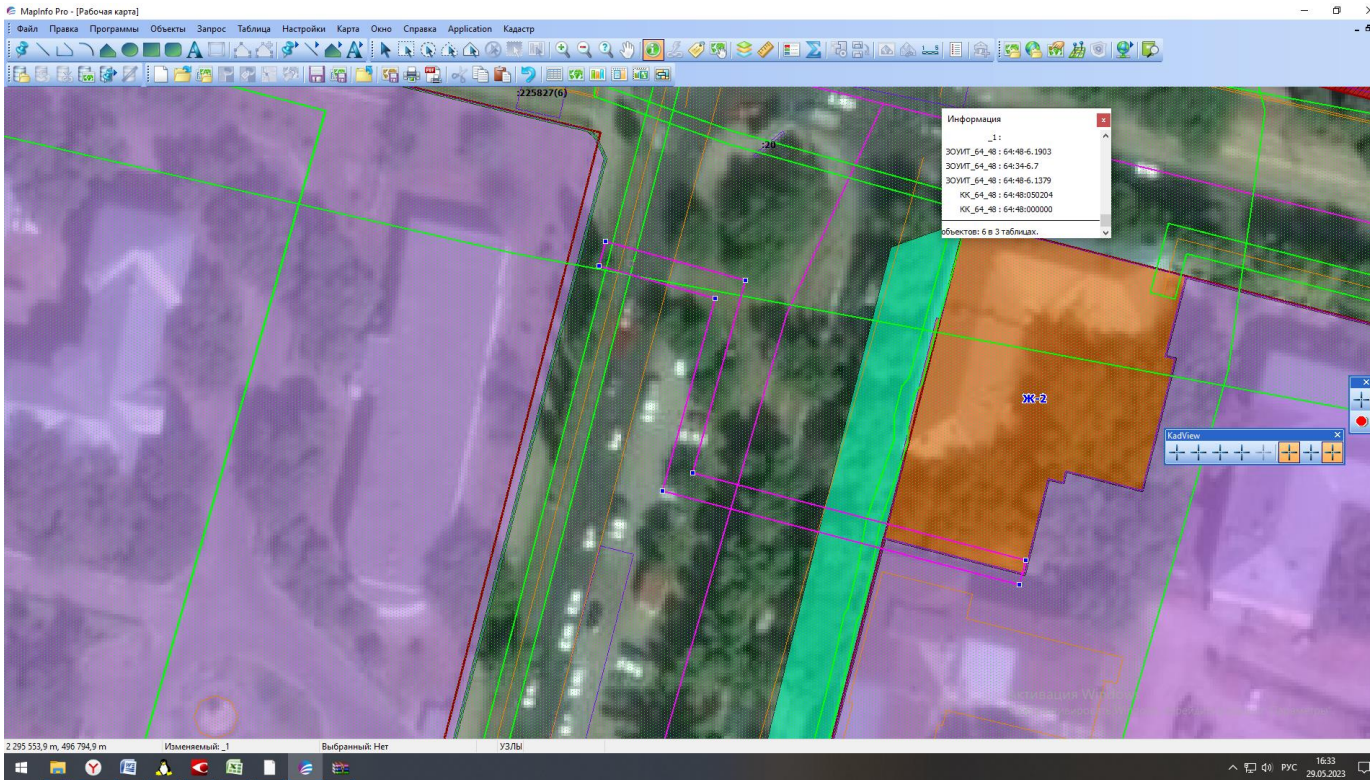 MapInfo Pro - [Рабочая карта]
Файл Правка Программы Объекты Запрос Таблица Настройки Карта Окно Справка Application Кадастр
:225827(6)
:20
Информация
_1 :
ЗОУИТ_64_48 : 64:48-6.1903
ЗОУИТ_64_48 : 64:34-6.7
ЗОУИТ_64_48 : 64:48-6.1379
КК_64_48 : 64:48:050204
КК_64_48 : 64:48:000000
объектов: 6 в 3 таблицах.
Ж-2
KadView
2 295 553,9 m, 496 794,9 m Изменяемый: _1 Выбранный: Нет УЗЛЫ
РУС 16:33
29.05.2023